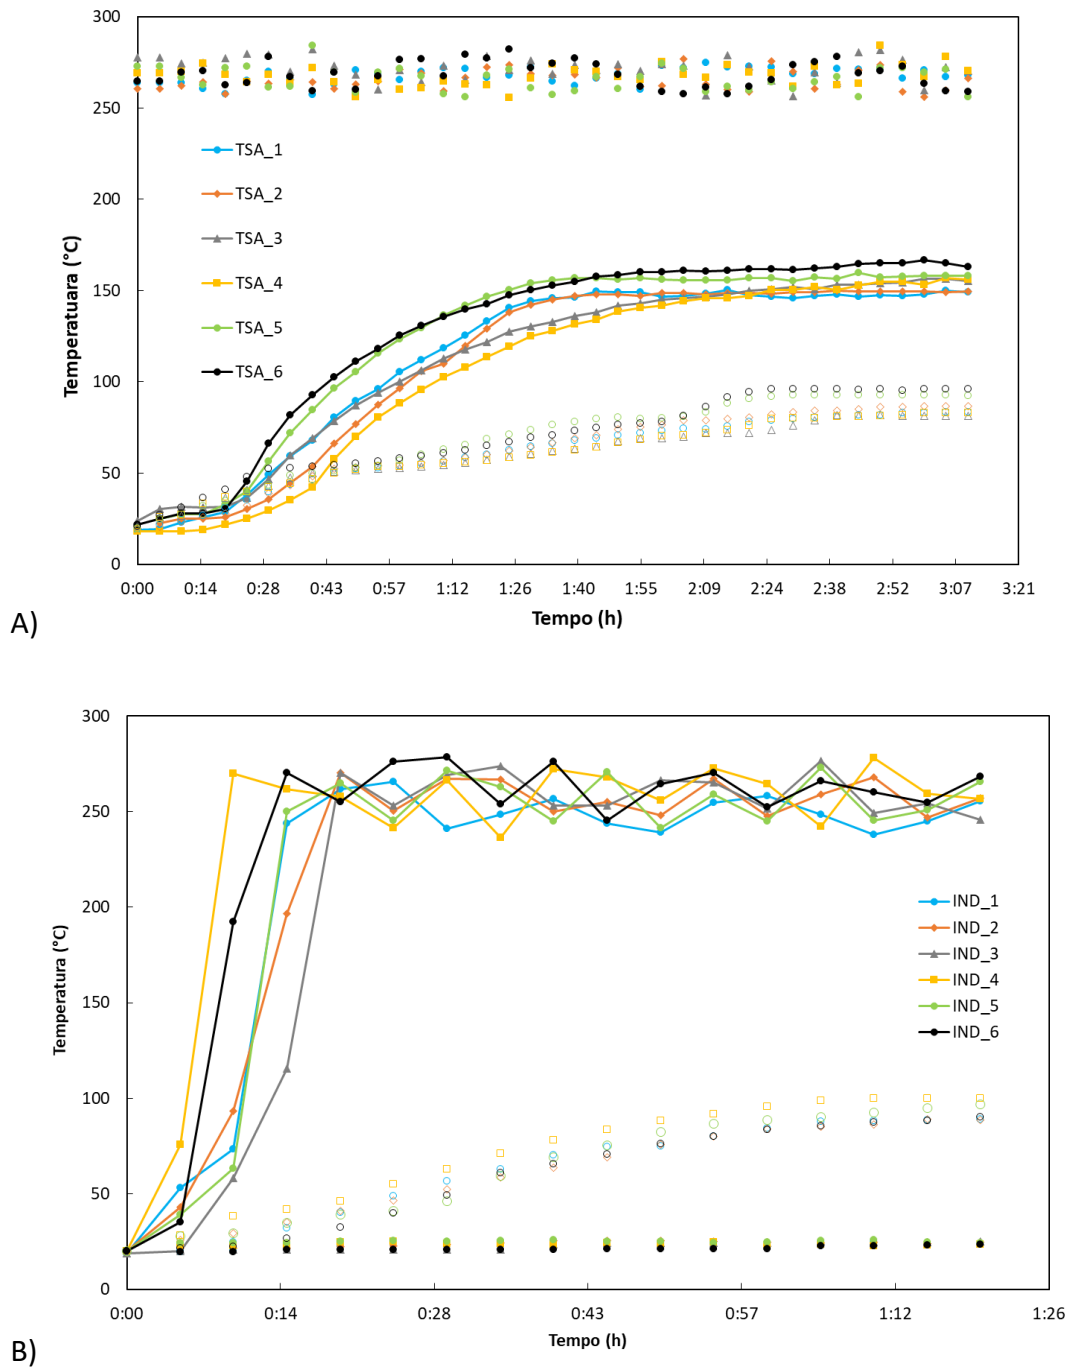 300
250
200
150
100
50
0
Temperatuara (°C)
TSA_1
TSA_2
TSA_3
TSA_4
TSA_5
TSA_6
0:00 0:14 0:28 0:43 0:57 1:12 1:26 1:40 1:55 2:09 2:24 2:38 2:52 3:07 3:21
Tempo (h)
A)
300
250
200
150
100
50
0
Temperatura (°C)
IND_1
IND_2
IND_3
IND_4
IND_5
IND_6
0:00 0:14 0:28 0:43 0:57 1:12 1:26
Tempo (h)
B)